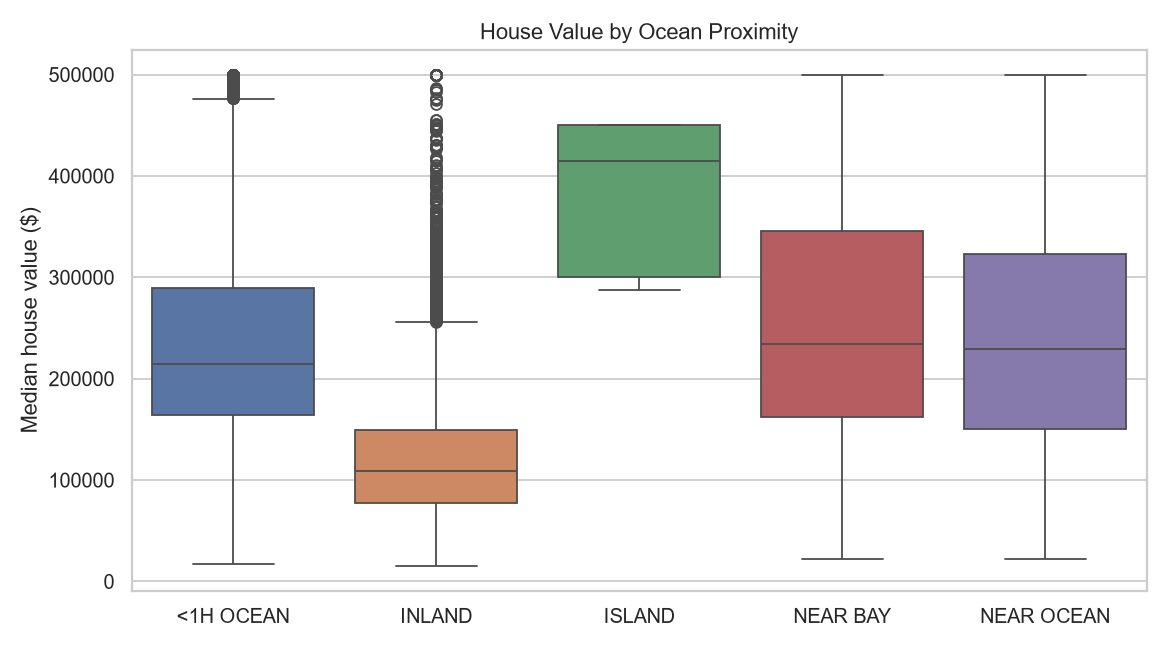 House Value by Ocean Proximity
Median house value ($)
500000
400000
300000
200000
100000
0
<1H OCEAN
INLAND
ISLAND
NEAR BAY
NEAR OCEAN